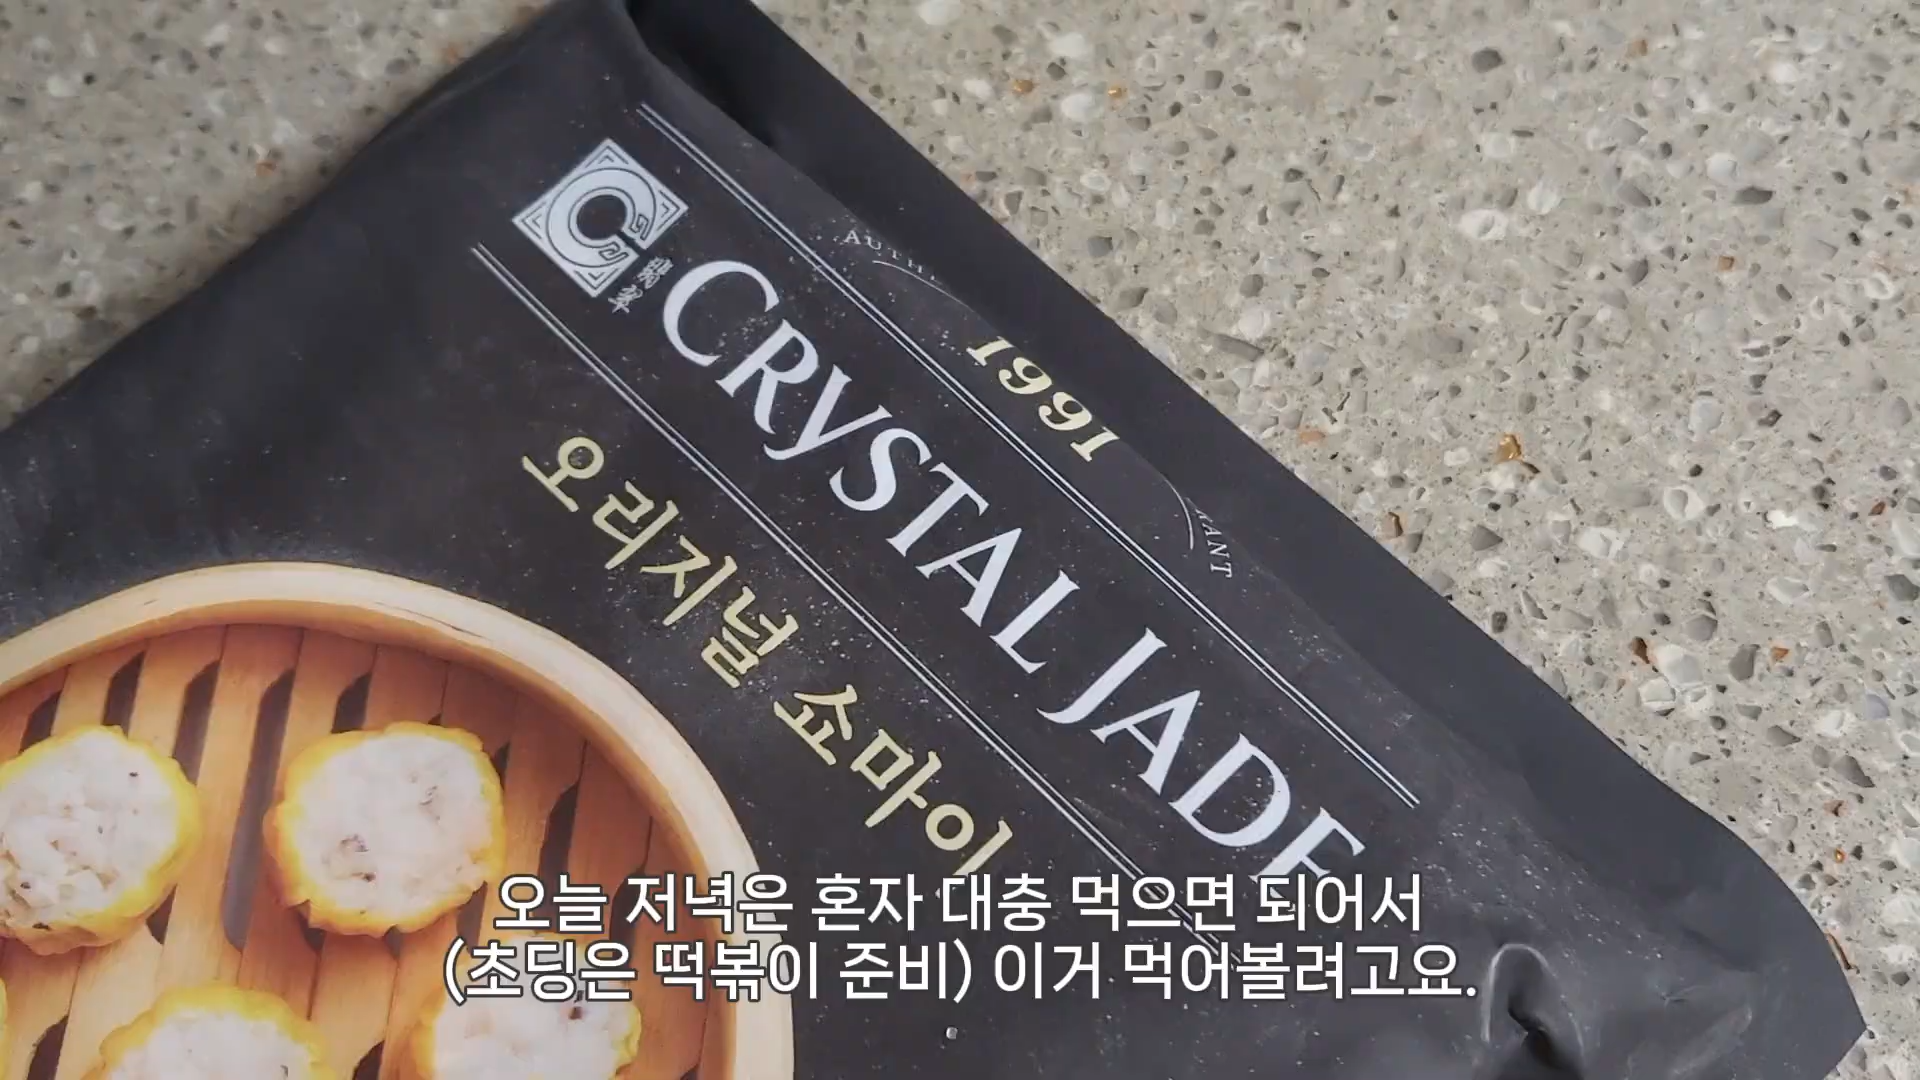 1991
CRYSTAL JADE
오리지널 쇼마이
오늘 저녁은 혼자 대충 먹으면 되어서
(초딩은 떡볶이 준비) 이거 먹어볼려고요.